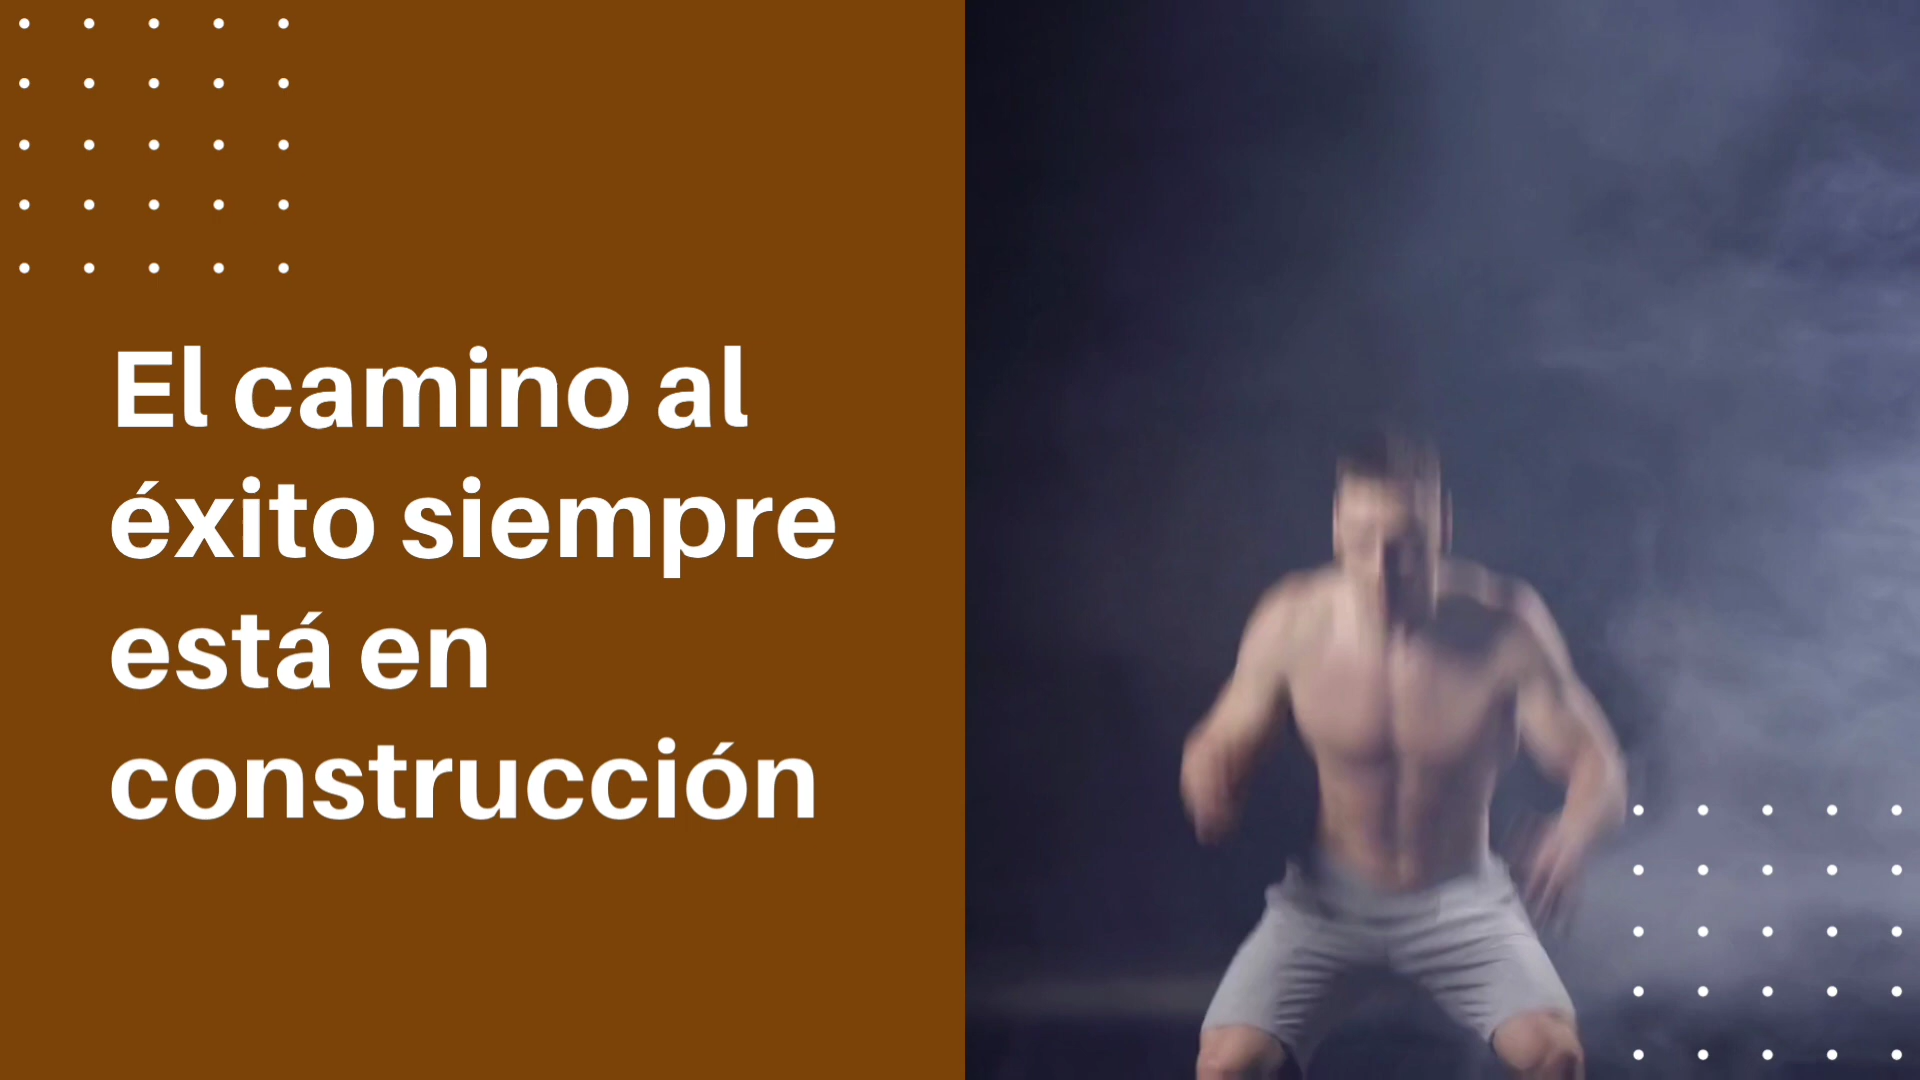 El camino al
éxito siempre
está en
construcción